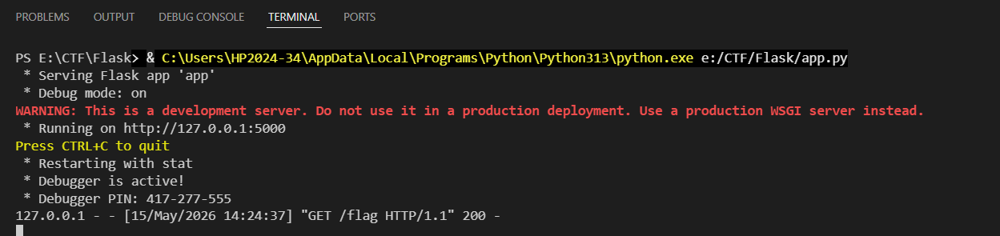 PROBLEMS OUTPUT DEBUG CONSOLE TERMINAL PORTS
PS E:\CTF\Flask> & C:\Users\HP2024-34\AppData\Local\Programs\Python\Python313\python.exe e:/CTF/Flask/app.py
 * Serving Flask app 'app'
 * Debug mode: on
WARNING: This is a development server. Do not use it in a production deployment. Use a production WSGI server instead.
 * Running on http://127.0.0.1:5000
Press CTRL+C to quit
 * Restarting with stat
 * Debugger is active!
 * Debugger PIN: 417-277-555
127.0.0.1 - - [15/May/2026 14:24:37] "GET /flag HTTP/1.1" 200 -